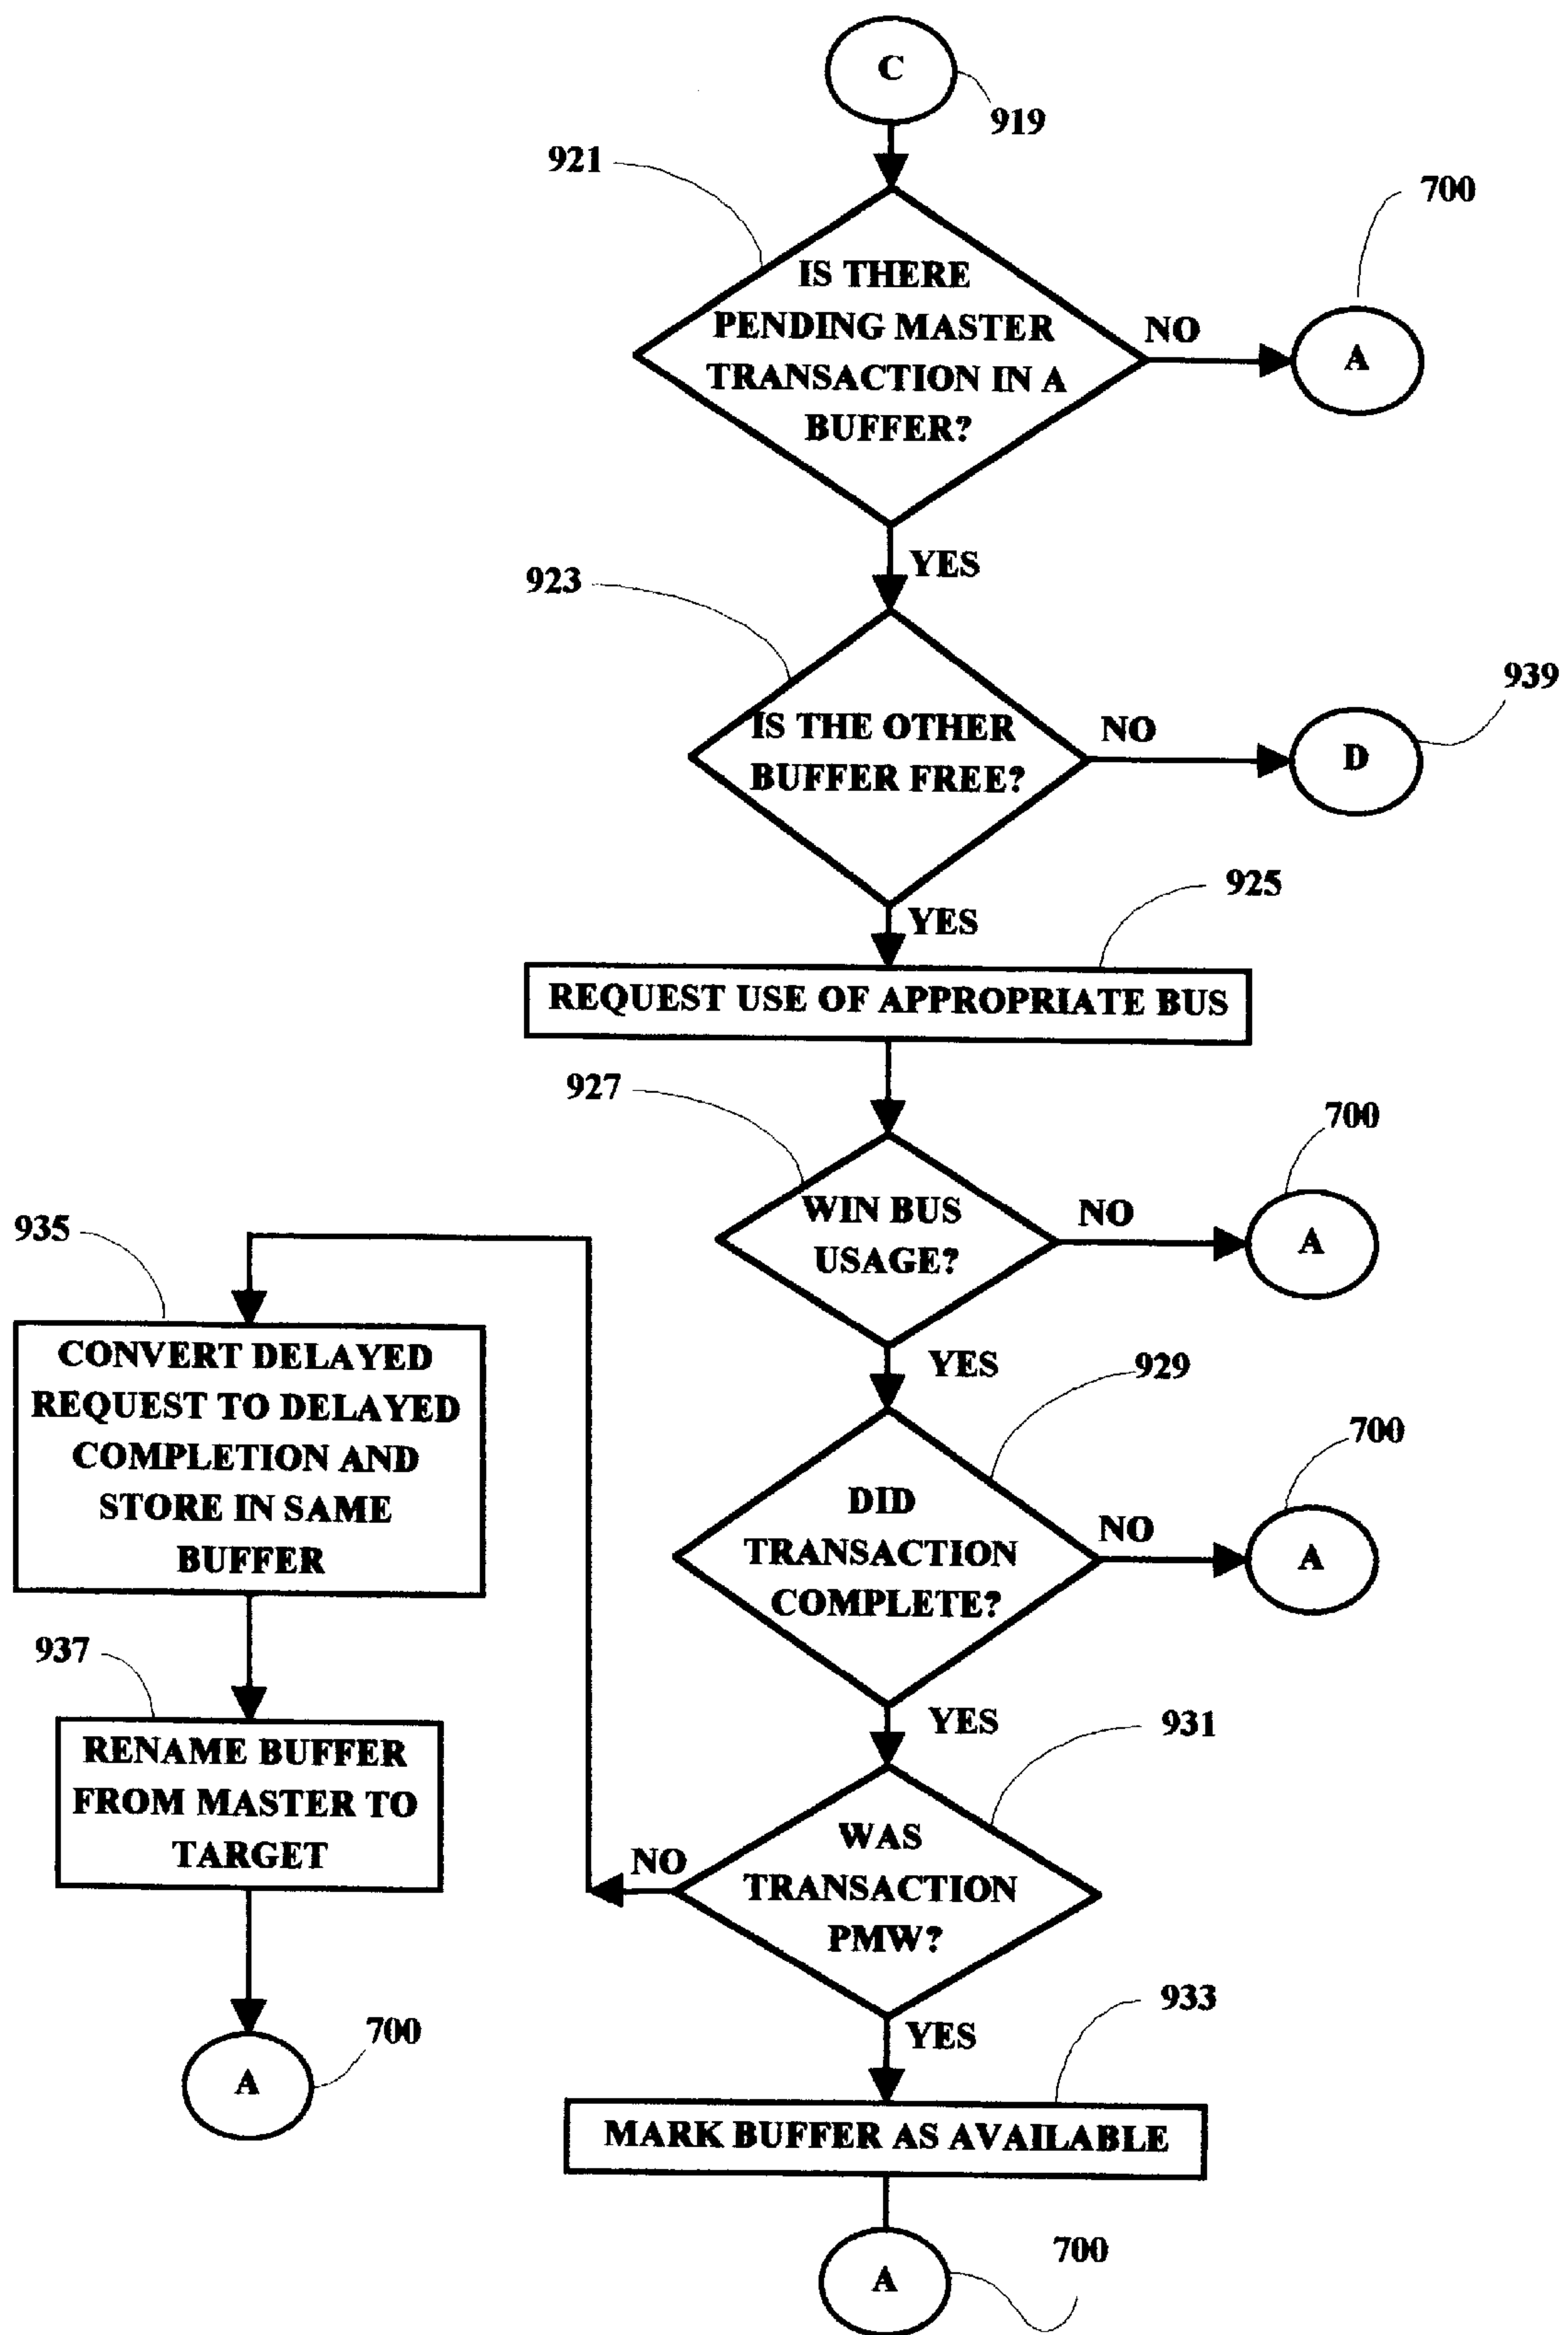 C
919
921
700
IS THERE
PENDING MASTER
TRANSACTION IN A
BUFFER?
NO
A
YES
923
939
IS THE OTHER
BUFFER FREE?
NO
D
YES
925
REQUEST USE OF APPROPRIATE BUS
927
700
WIN BUS
USAGE?
NO
A
YES
929
700
DID
TRANSACTION
COMPLETE?
NO
A
YES
931
WAS
TRANSACTION
PMW?
NO
935
CONVERT DELAYED
REQUEST TO DELAYED
COMPLETION AND
STORE IN SAME
BUFFER
937
RENAME BUFFER
FROM MASTER TO
TARGET
700
A
YES
933
MARK BUFFER AS AVAILABLE
A
700